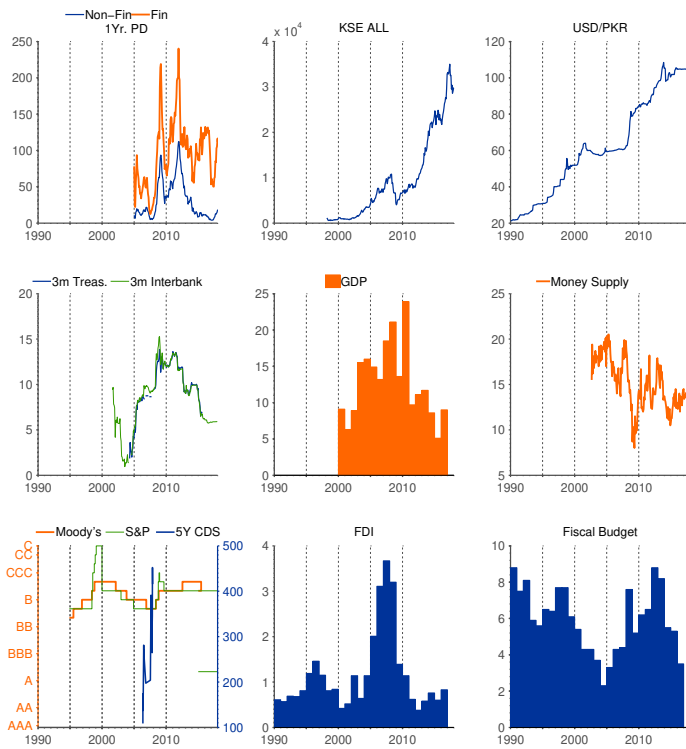 Non−Fin Fin
1Yr. PD
250
200
150
100
50
0
1990 2000 2010
x 10^4 KSE ALL
4
3
2
1
0
1990 2000 2010
USD/PKR
120
100
80
60
40
20
1990 2000 2010
3m Treas. 3m Interbank
20
15
10
5
0
1990 2000 2010
GDP
25
20
15
10
5
0
1990 2000 2010
Money Supply
20
15
10
5
1990 2000 2010
Moody's S&P 5Y CDS
C
CC
CCC
B
BB
BBB
A
AA
AAA
500
400
300
200
100
1990 2000 2010
FDI
4
3
2
1
0
1990 2000 2010
Fiscal Budget
10
8
6
4
2
0
1990 2000 2010